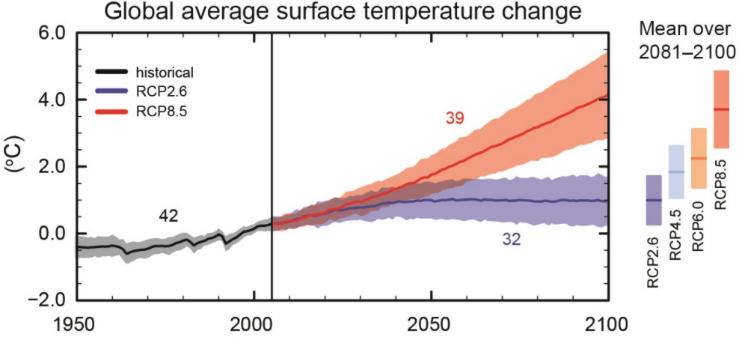 Global average surface temperature change
6.0
4.0
2.0
0.0
−2.0
(°C)
historical
RCP2.6
RCP8.5
42
39
32
1950
2000
2050
2100
Mean over
2081–2100
RCP2.6
RCP4.5
RCP6.0
RCP8.5